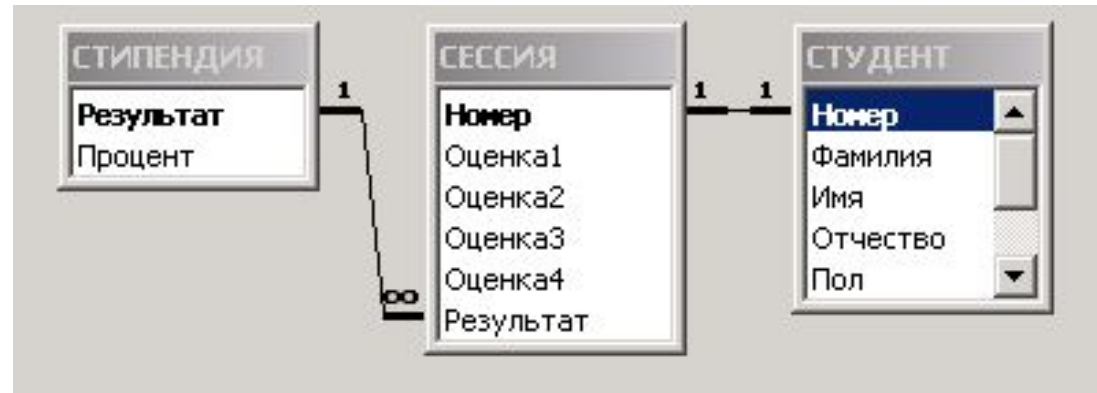 СТИПЕНДИЯ
Результат
Процент
1
∞
СЕССИЯ
Номер
Оценка1
Оценка2
Оценка3
Оценка4
Результат
1
1
СТУДЕНТ
Номер
Фамилия
Имя
Отчество
Пол